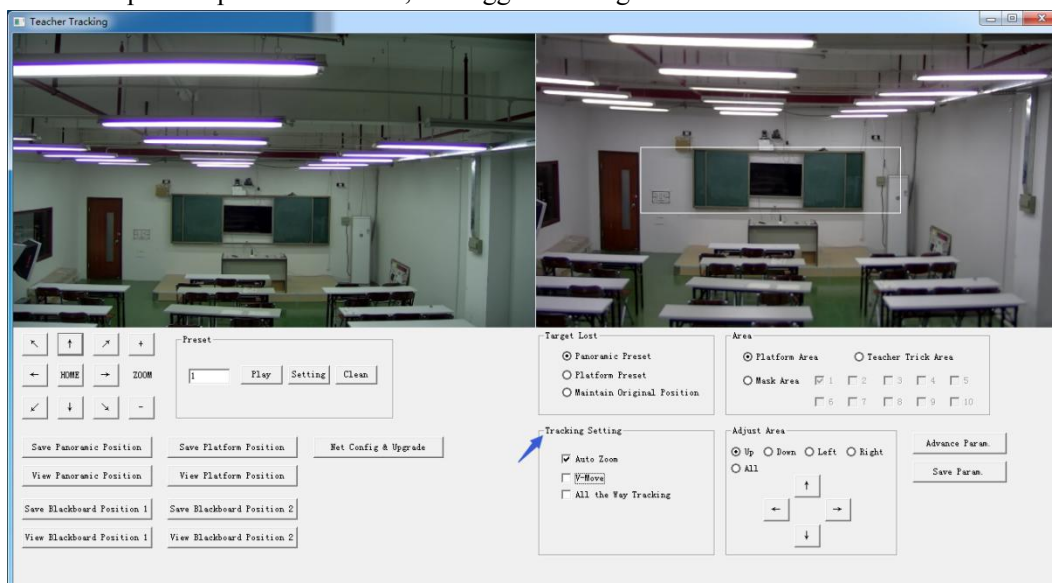 Teacher Tracking
Preset
1
Play
Setting
Clean
HOME
ZOOM
+
-
Save Panoramic Position
Save Platform Position
Net Config & Upgrade
View Panoramic Position
View Platform Position
Save Blackboard Position 1
Save Blackboard Position 2
View Blackboard Position 1
View Blackboard Position 2
Target Lost
Panoramic Preset
Platform Preset
Maintain Original Position
Area
Platform Area
Teacher Trick Area
Mask Area
1 2 3 4 5
6 7 8 9 10
Tracking Setting
Auto Zoom
V-Move
All the Way Tracking
Adjust Area
Up Down Left Right
All
Advance Param.
Save Param.